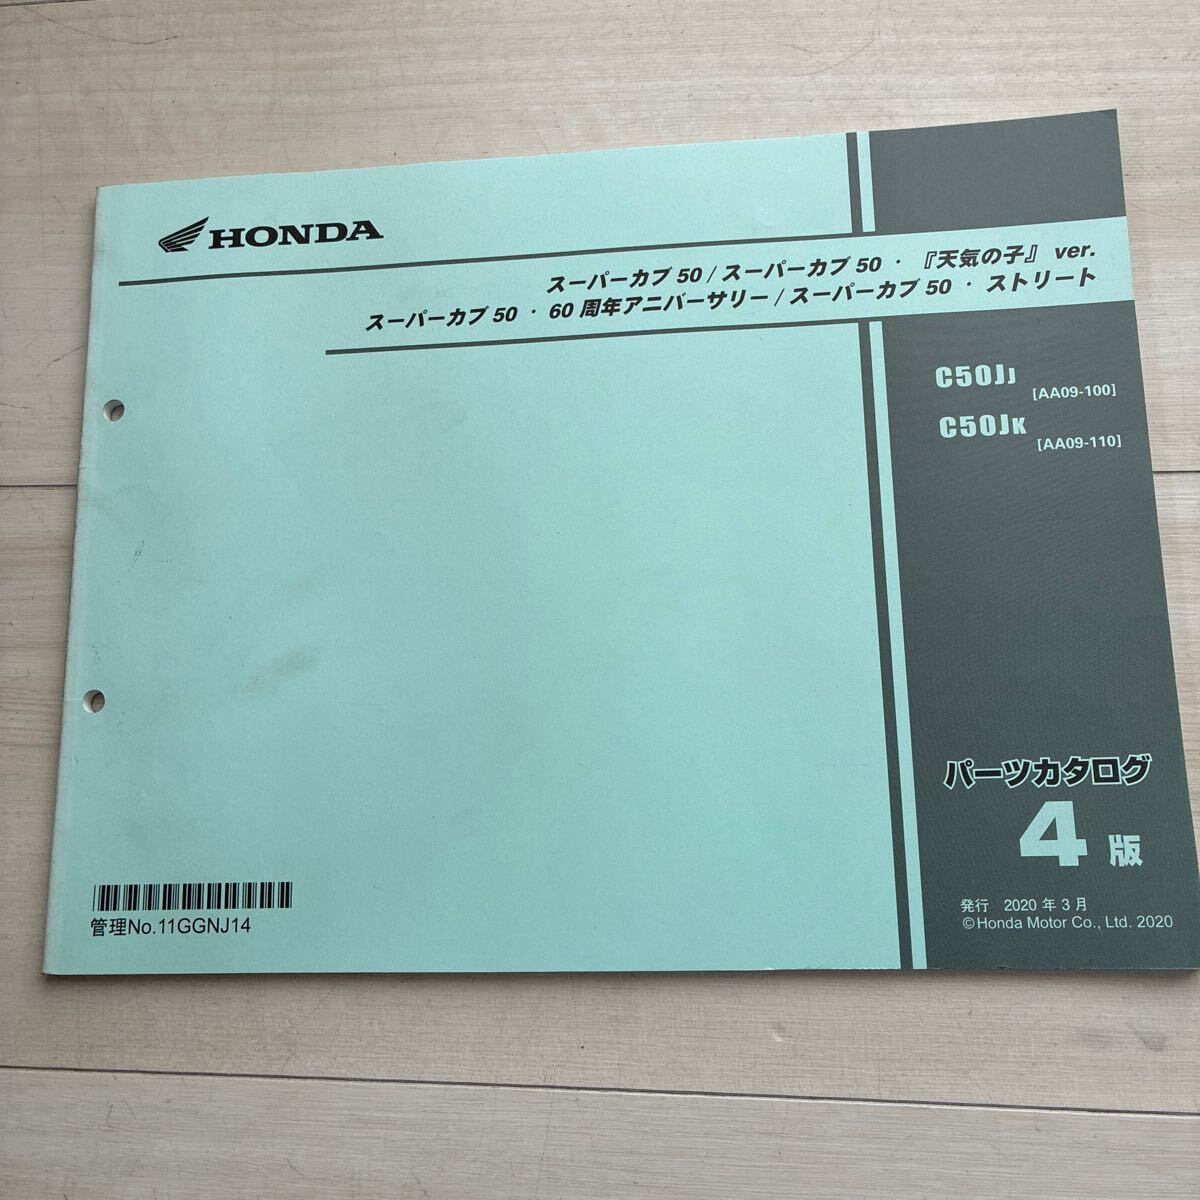 HONDA
スーパーカブ 50 / スーパーカブ 50 ・ 『天気の子』 ver.
スーパーカブ 50 ・ 60 周年アニバーサリー / スーパーカブ 50 ・ ストリート
C50JJ
[AA09-100]
C50JK
[AA09-110]
パーツカタログ
4 版
発行 2020 年 3 月
©Honda Motor Co., Ltd. 2020
管理No.11GGNJ14